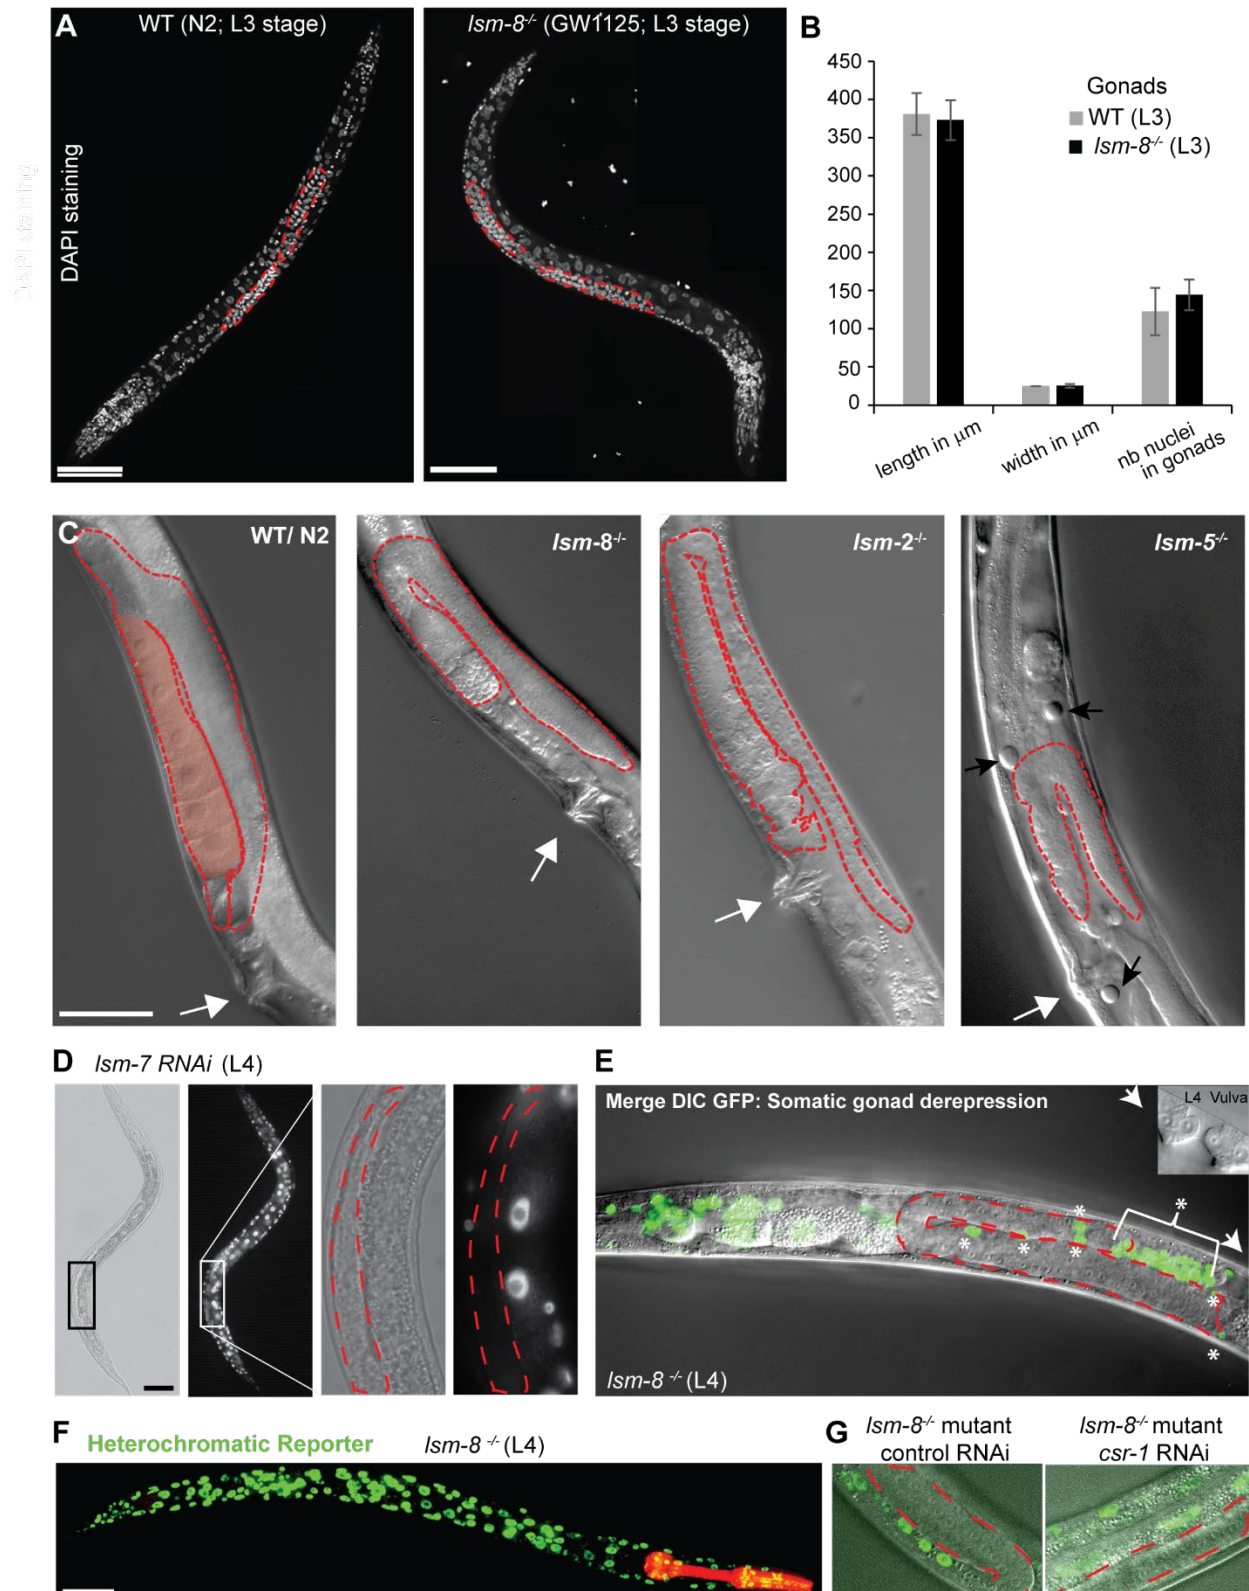 A
WT (N2; L3 stage)
lsm-8-/- (GW1125; L3 stage)
DAPI staining
DAPI staining
B
450
400
350
300
250
200
150
100
50
0
Gonads
WT (L3)
lsm-8-/- (L3)
length in μm
width in μm
nb nuclei
in gonads
C
WT/ N2
lsm-8-/-
lsm-2-/-
lsm-5-/-
D
lsm-7 RNAi (L4)
E
Merge DIC GFP: Somatic gonad derepression
L4 Vulva
*
*
*
*
*
*
*
lsm-8 -/- (L4)
F
Heterochromatic Reporter
lsm-8 -/- (L4)
G
lsm-8-/- mutant
control RNAi
lsm-8-/- mutant
csr-1 RNAi